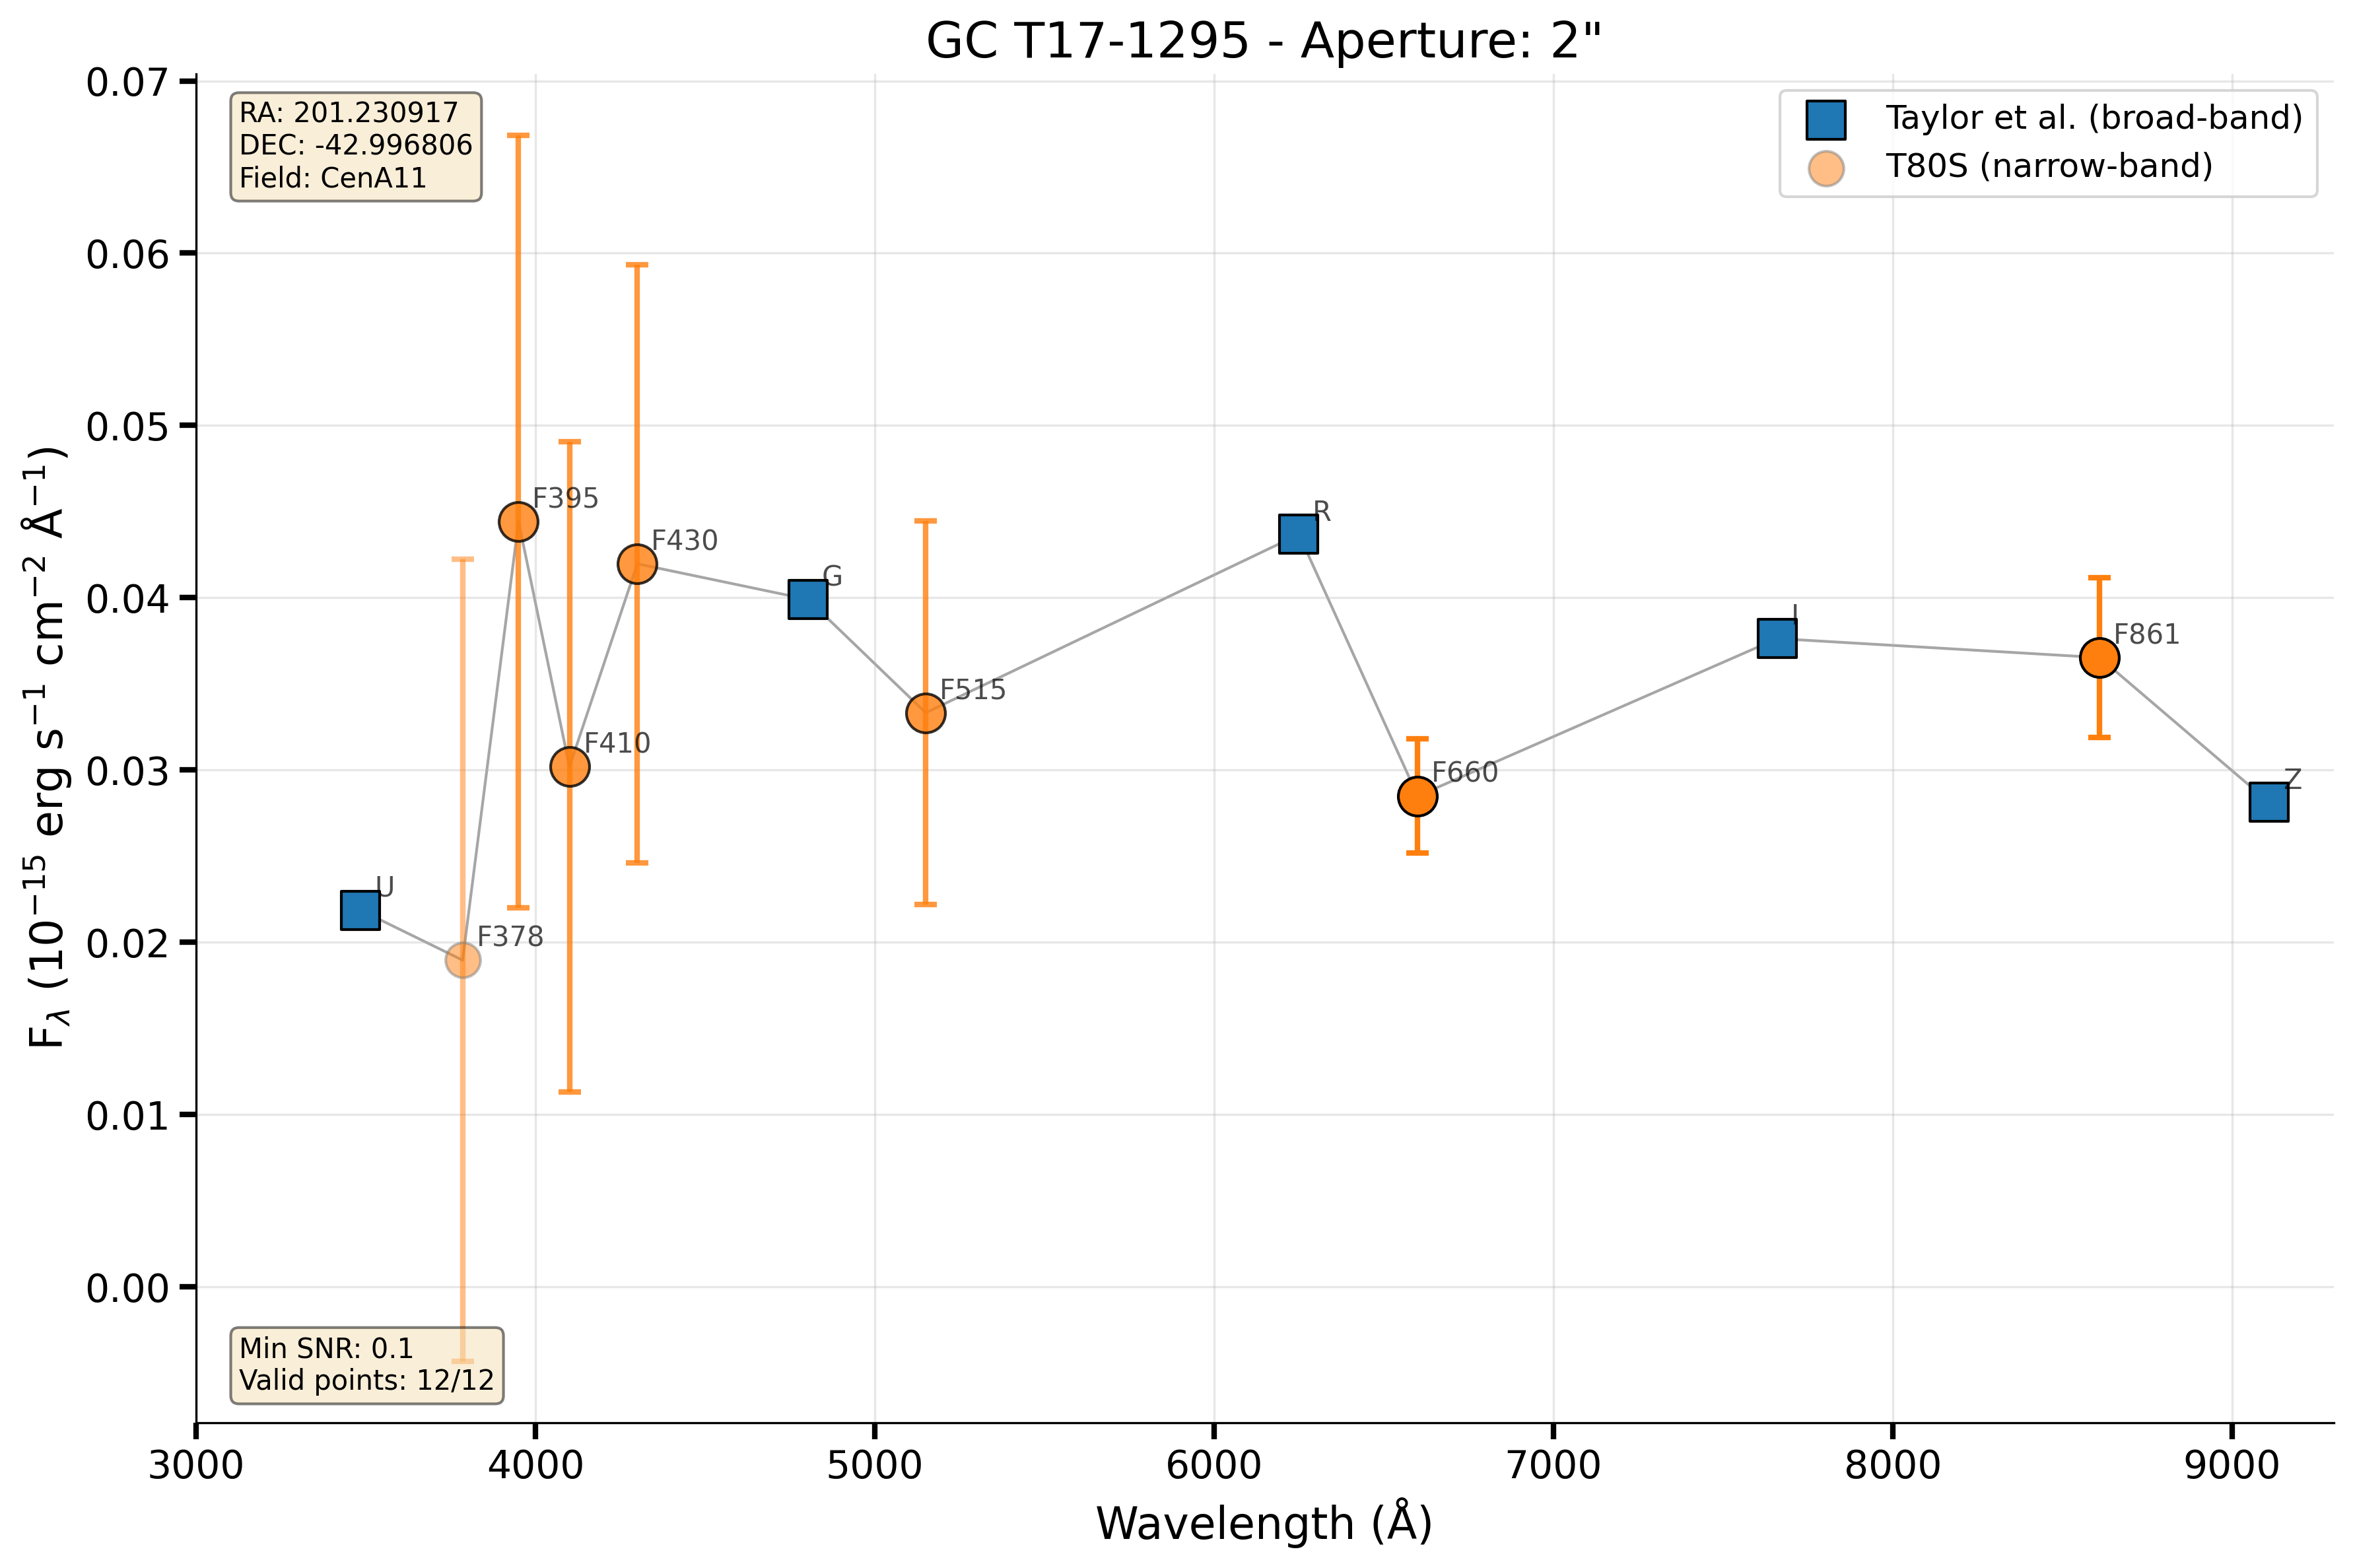 GC T17-1295 - Aperture: 2"
RA: 201.230917
DEC: -42.996806
Field: CenA11
Taylor et al. (broad-band)
T80S (narrow-band)
0.07
0.06
0.05
0.04
0.03
0.02
0.01
0.00
F_λ (10⁻¹⁵ erg s⁻¹ cm⁻² Å⁻¹)
U
F378
F395
F410
F430
G
F515
R
F660
I
F861
Z
Min SNR: 0.1
Valid points: 12/12
3000 4000 5000 6000 7000 8000 9000
Wavelength (Å)